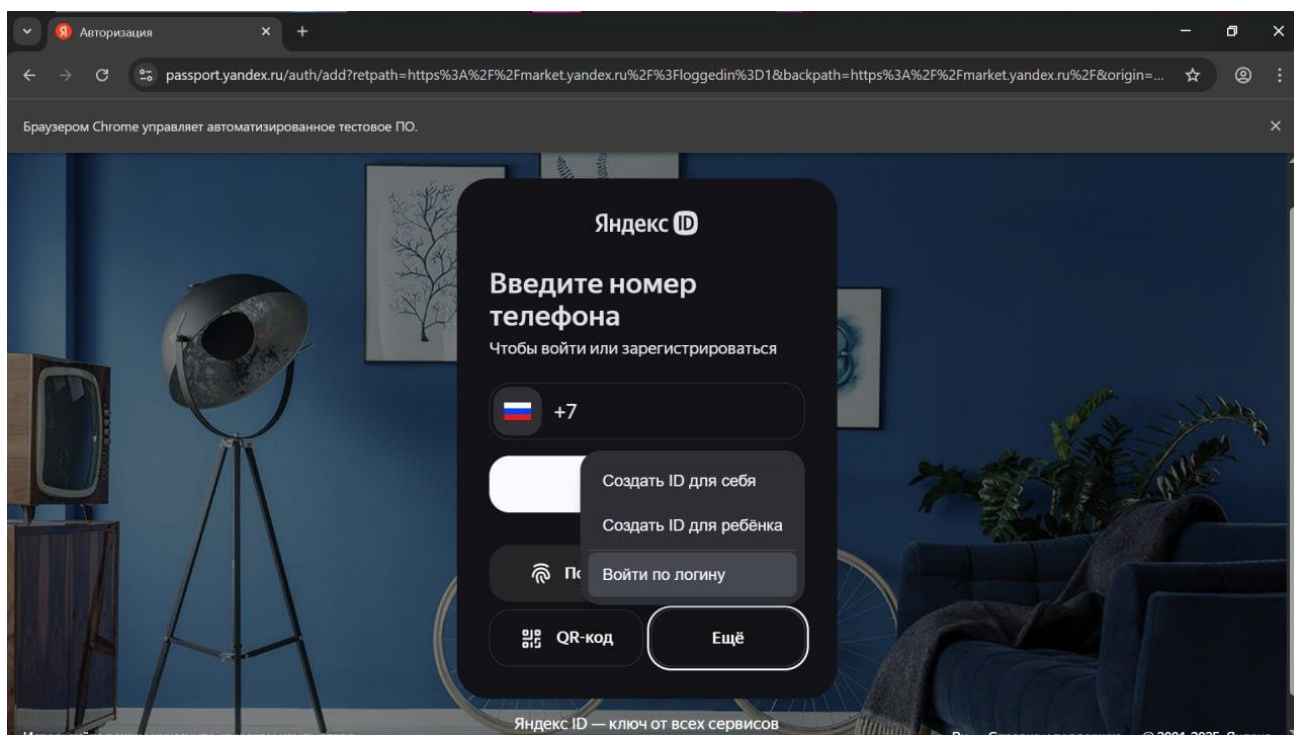 Авторизация
passport.yandex.ru/auth/add?retpath=https%3A%2F%2Fmarket.yandex.ru%2F%3Floggedin%3D1&backpath=https%3A%2F%2Fmarket.yandex.ru%2F&origin=...
Браузером Chrome управляет автоматизированное тестовое ПО.
Яндекс ID
Введите номер
телефона
Чтобы войти или зарегистрироваться
+7
Создать ID для себя
Создать ID для ребёнка
Войти по логину
QR-код
Ещё
Яндекс ID — ключ от всех сервисов